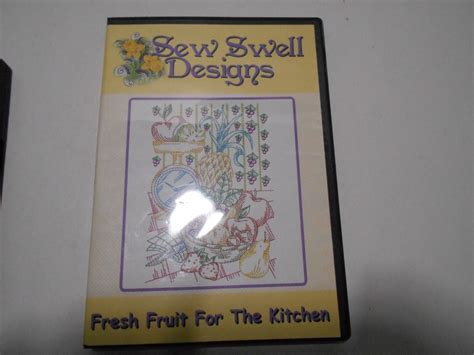 Sew Swell
Designs
Fresh Fruit For The Kitchen